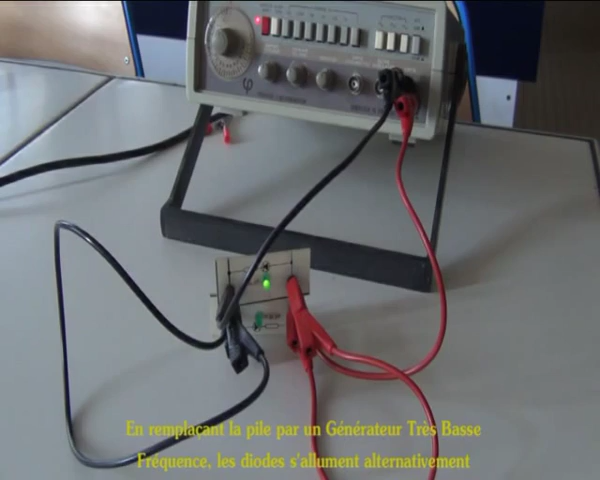 En remplaçant la pile par un Générateur Très Basse
Fréquence, les diodes s'allument alternativement